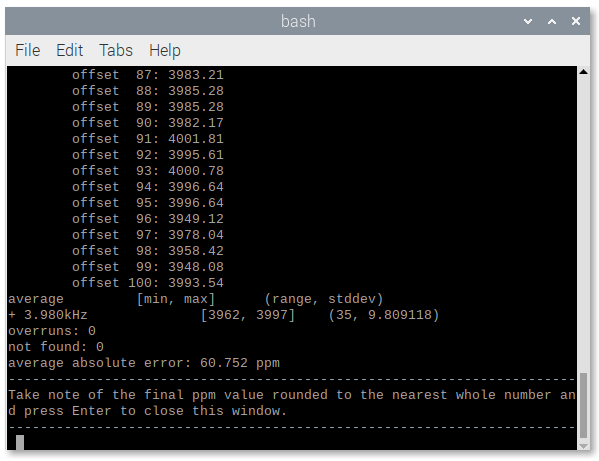 bash
File Edit Tabs Help
offset 87: 3983.21
offset 88: 3985.28
offset 89: 3985.28
offset 90: 3982.17
offset 91: 4001.81
offset 92: 3995.61
offset 93: 4000.78
offset 94: 3996.64
offset 95: 3996.64
offset 96: 3949.12
offset 97: 3978.04
offset 98: 3958.42
offset 99: 3948.08
offset 100: 3993.54
average [min, max] (range, stddev)
+ 3.980kHz [3962, 3997] (35, 9.809118)
overruns: 0
not found: 0
average absolute error: 60.752 ppm
-----------------------------------------------------------------------
Take note of the final ppm value rounded to the nearest whole number an
d press Enter to close this window.
-----------------------------------------------------------------------